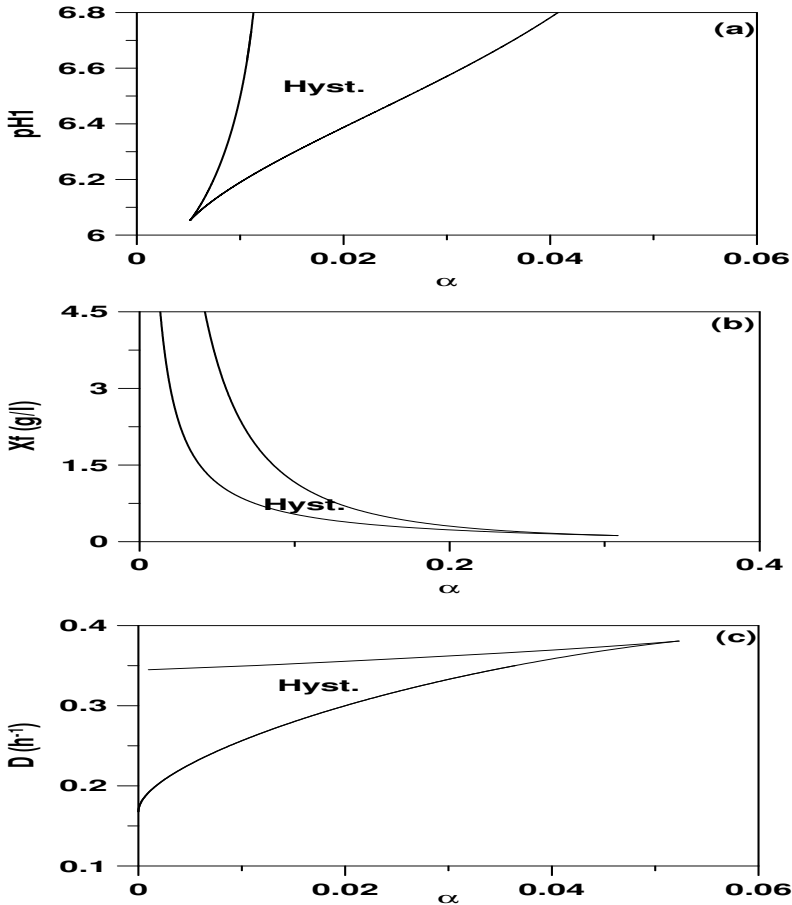 6.8
(a)
6.6
Hyst.
pH1
6.4
6.2
6
0 0.02 0.04 0.06
α
4.5
(b)
3
Xf (g/l)
1.5
Hyst.
0
0 0.2 0.4
α
0.4
(c)
Hyst.
0.3
D (h⁻¹)
0.2
0.1
0 0.02 0.04 0.06
α